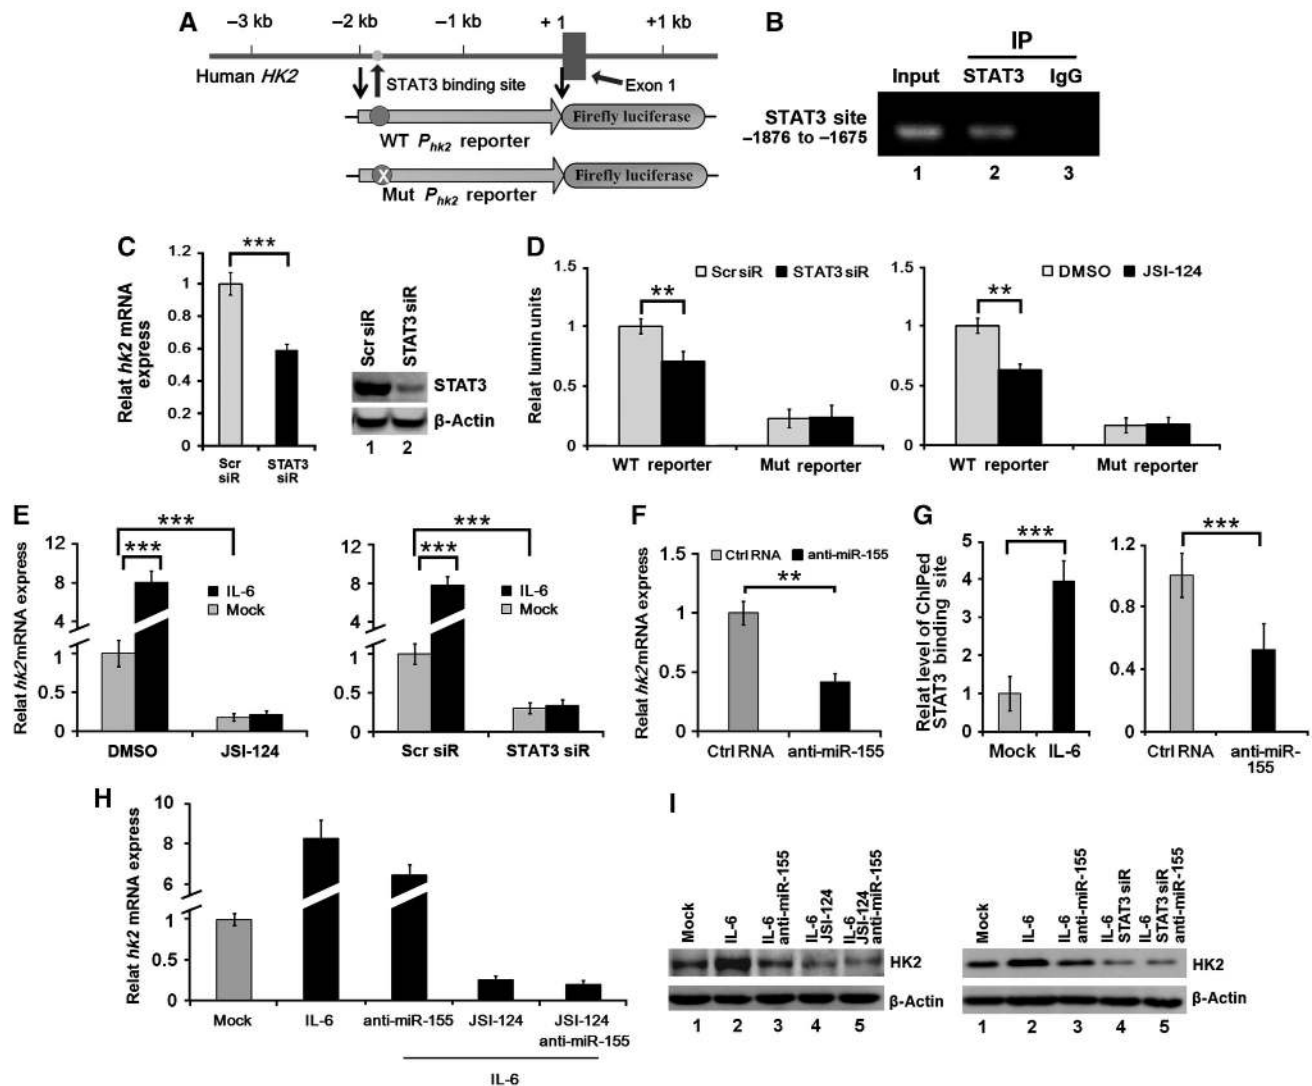 A
–3 kb –2 kb –1 kb + 1 +1 kb
Human HK2
STAT3 binding site
Exon 1
Firefly luciferase
WT Phk2 reporter
X
Firefly luciferase
Mut Phk2 reporter
B
IP
Input STAT3 IgG
STAT3 site
–1876 to –1675
1 2 3
C
Relat hk2 mRNA
express
1.2
1
0.8
0.6
0.4
0.2
0
***
Scr
siR
STAT3
siR
Scr siR
STAT3 siR
STAT3
β-Actin
1 2
D
Relat lumin units
1.5
1
0.5
0
Scr siR STAT3 siR
**
WT reporter Mut reporter
1.5
1
0.5
0
DMSO JSI-124
**
WT reporter Mut reporter
E
Relat hk2 mRNA express
12
8
4
1
0.5
0
***
***
IL-6
Mock
DMSO JSI-124
12
8
4
1
0.5
0
***
***
IL-6
Mock
Scr siR STAT3 siR
F
Relat hk2 mRNA express
1.5
1
0.5
0
Ctrl RNA anti-miR-155
**
Ctrl RNA anti-miR-155
G
Relat level of ChIPed
STAT3 binding site
5
4
3
2
1
0
***
Mock IL-6
1.2
0.8
0.4
0
***
Ctrl RNA anti-miR-
155
H
Relat hk2 mRNA express
10
8
6
1
0.5
0
Mock IL-6 anti-miR-155 JSI-124 JSI-124
anti-miR-155
IL-6
I
Mock
IL-6
IL-6
anti-miR-155
IL-6
JSI-124
IL-6
JSI-124
anti-miR-155
HK2
β-Actin
1 2 3 4 5
Mock
IL-6
IL-6
anti-miR-155
IL-6
STAT3 siR
IL-6
STAT3 siR
anti-miR-155
HK2
β-Actin
1 2 3 4 5